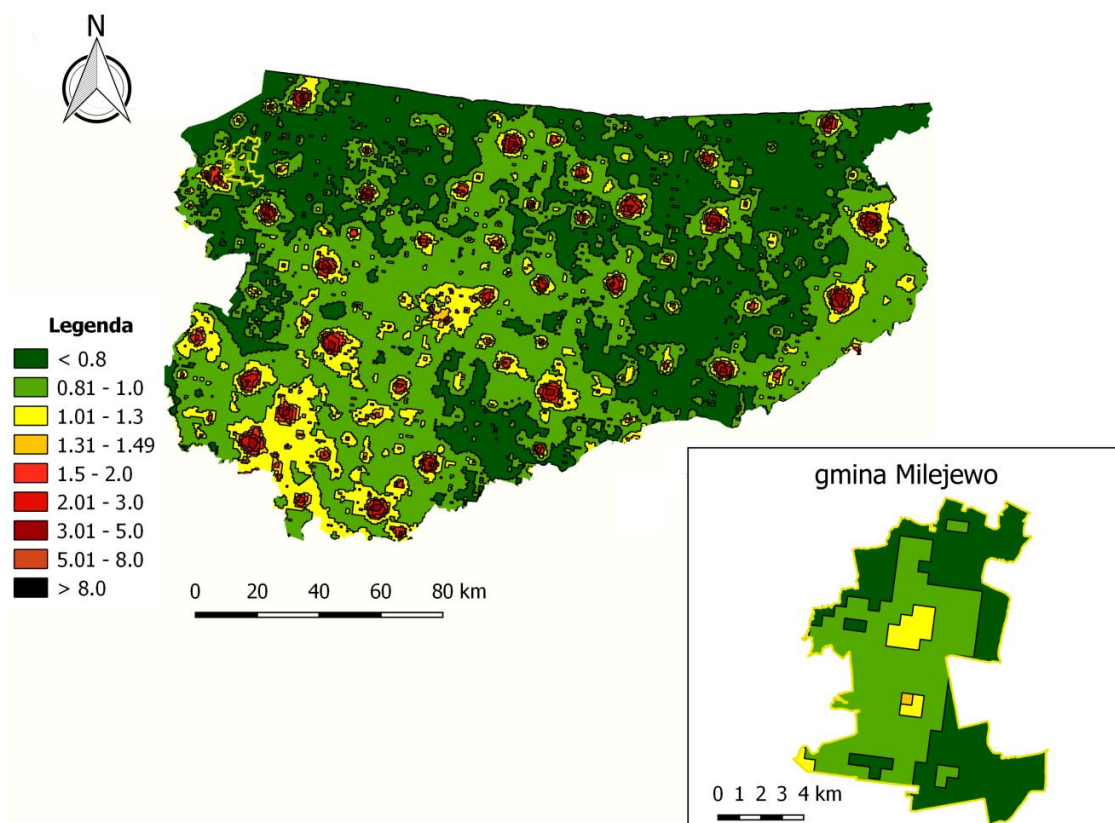 N
Legenda
< 0.8
0.81 - 1.0
1.01 - 1.3
1.31 - 1.49
1.5 - 2.0
2.01 - 3.0
3.01 - 5.0
5.01 - 8.0
> 8.0
0 20 40 60 80 km
gmina Milejewo
0 1 2 3 4 km